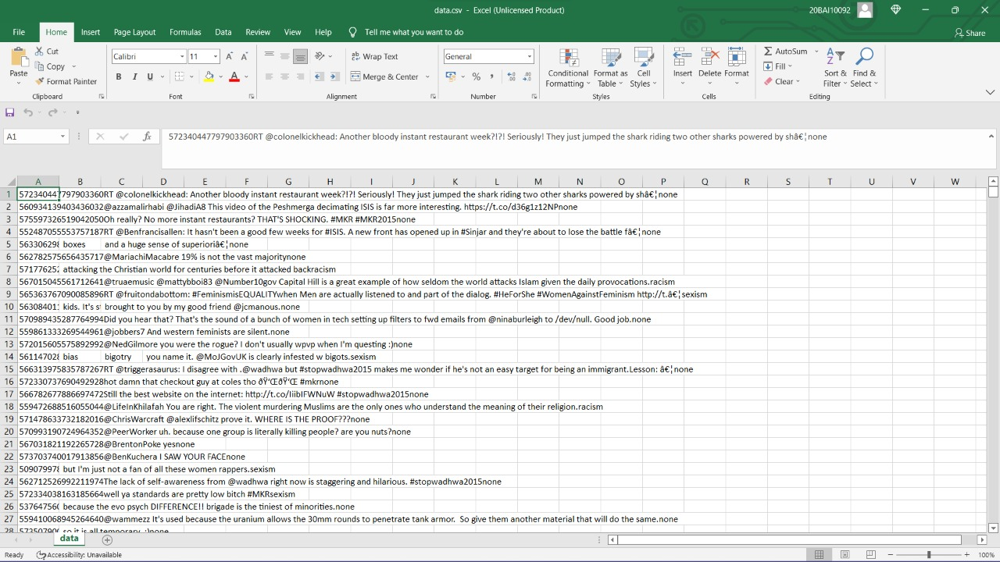 data.csv - Excel (Unlicensed Product)
20BAI10092
File Home Insert Page Layout Formulas Data Review View Help Tell me what you want to do Share
Paste Cut Copy Format Painter Clipboard
Calibri 11 B I U A Font
Wrap Text Merge & Center Alignment
General % Number
Conditional Formatting Format as Table Cell Styles Styles
Insert Delete Format Cells
AutoSum Fill Clear Sort & Filter Find & Select Editing
A1 fx 572340447797903360RT @colonelkickhead: Another bloody instant restaurant week?!?! Seriously! They just jumped the shark riding two other sharks powered by shâ€¦none
A B C D E F G H I J K L M N O P Q R S T U V W
1 572340447797903360RT @colonelkickhead: Another bloody instant restaurant week?!?! Seriously! They just jumped the shark riding two other sharks powered by shâ€¦none
2 560934139403436032@azzamalirhabi @JihadiA8 This video of the Peshmerga decimating ISIS is far more interesting. https://t.co/d36g1z12NPnone
3 575597326519042050Oh really? No more instant restaurants? THAT'S SHOCKING. #MKR #MKR2015none
4 552487055553757187RT @Benfrancisallen: It hasn't been a good few weeks for #ISIS. A new front has opened up in #Sinjar and they're about to lose the battle fâ€¦none
5 56330629 boxes and a huge sense of superioriâ€¦none
6 562782575656435717@MariachiMacabre 19% is not the vast majoritynone
7 57177625 attacking the Christian world for centuries before it attacked backracism
8 567015045561712641@truaemusic @mattybboi83 @Number10gov Capital Hill is a great example of how seldom the world attacks Islam given the daily provocations.racism
9 565363767090085896RT @fruitondabottom: #FeminismisEQUALITYwhen Men are actually listened to and part of the dialog. #HeForShe #WomenAgainstFeminism http://t.â€¦sexism
10 56308401 kids. It's s brought to you by my good friend @jcmanous.none
11 570989435287764994Did you hear that? That's the sound of a bunch of women in tech setting up filters to fwd emails from @ninaburleigh to /dev/null. Good job.none
12 559861333269544961@jobbers7 And western feminists are silent.none
13 572015605575892992@NedGilmore you were the rogue? I don't usually wpvp when I'm questing :)none
14 56114702 bias bigotry you name it. @MoJGovUK is clearly infested w bigots.sexism
15 566313975835787267RT @triggerasaurus: I disagree with .@wadhwa but #stopwadhwa2015 makes me wonder if he's not an easy target for being an immigrant.Lesson: â€¦none
16 572330737690492928hot damn that checkout guy at coles tho ðŸ‘ŒðŸ‘Œ #mkrnone
17 566782677886697472Still the best website on the internet: http://t.co/IiibIFWNuW #stopwadhwa2015none
18 559472688516055044@LifeInKhilafah You are right. The violent murdering Muslims are the only ones who understand the meaning of their religion.racism
19 571478633732182016@ChrisWarcraft @alexlifschitz prove it. WHERE IS THE PROOF???none
20 570993190724964352@PeerWorker uh. because one group is literally killing people? are you nuts?none
21 567031821192265728@BrentonPoke yesnone
22 573703740017913856@BenKuchera I SAW YOUR FACEnone
23 50907997 but I'm just not a fan of all these women rappers.sexism
24 562712526992211974The lack of self-awareness from @wadhwa right now is staggering and hilarious. #stopwadhwa2015none
25 572334038163185664well ya standards are pretty low bitch #MKRsexism
26 53764756 because the evo psych DIFFERENCE!! brigade is the tiniest of minorities.none
27 559410068945264640@wammezz It's used because the uranium allows the 30mm rounds to penetrate tank armor. So give them another material that will do the same.none
28 57350790 so it is all temporary. :)none
data
Ready Accessibility: Unavailable 100%